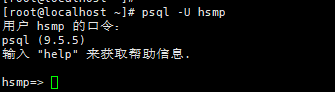 [root@localhost ~]# psql -U hsmp
用户 hsmp 的口令：
psql (9.5.5)
输入 "help" 来获取帮助信息.
hsmp=>